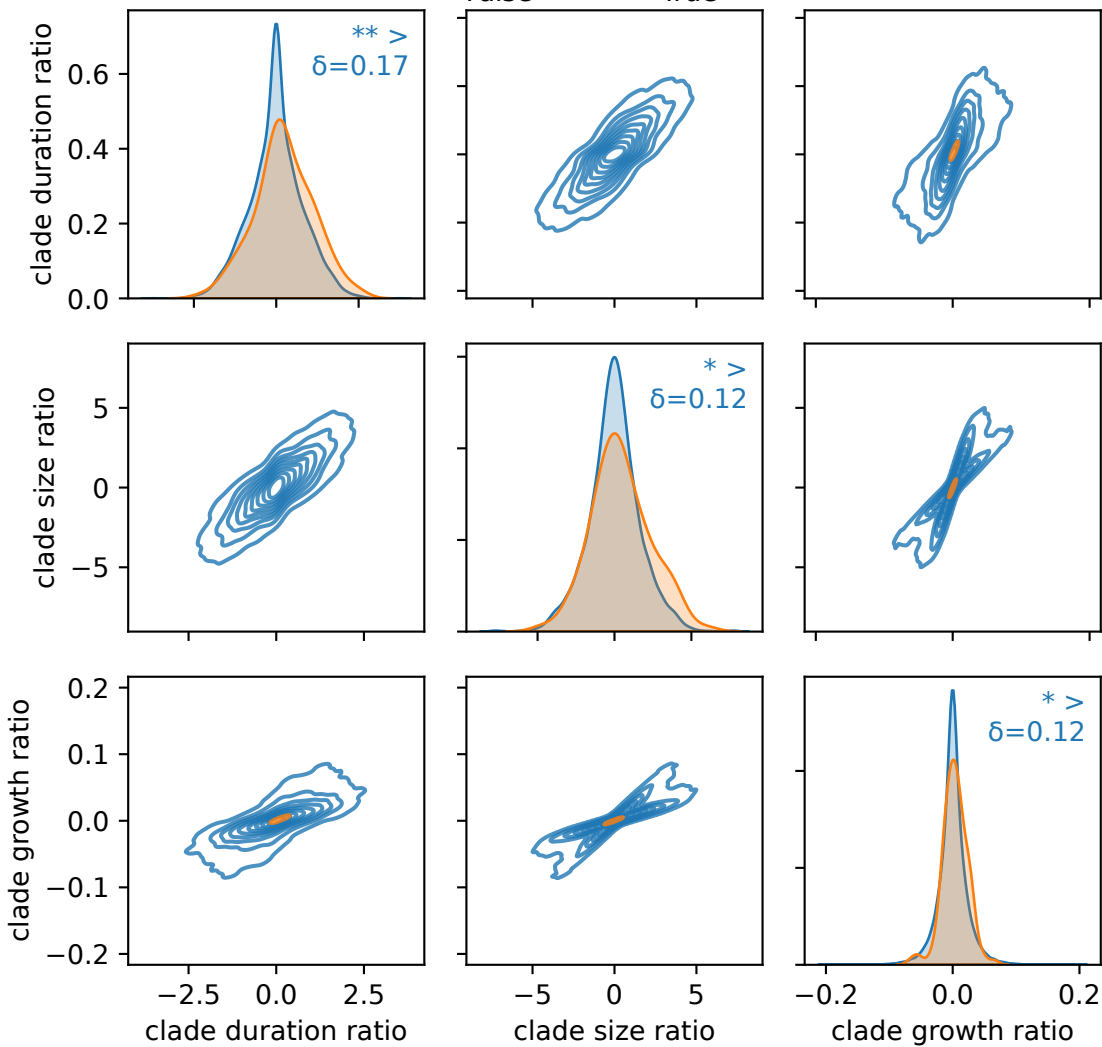 clade duration ratio
0.6
0.4
0.2
0.0
** >
δ=0.17
clade size ratio
5
0
−5
* >
δ=0.12
clade growth ratio
0.2
0.1
0.0
−0.1
−0.2
* >
δ=0.12
−2.5 0.0 2.5
−5 0 5
−0.2 0.0 0.2
clade duration ratio
clade size ratio
clade growth ratio